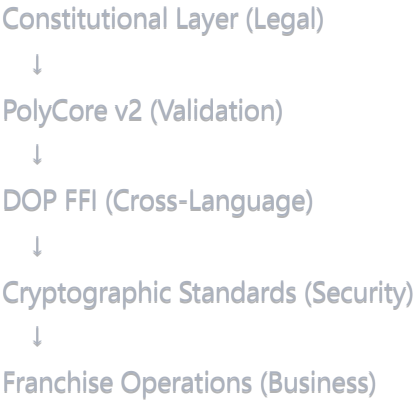 Constitutional Layer (Legal)
↓
PolyCore v2 (Validation)
↓
DOP FFI (Cross-Language)
↓
Cryptographic Standards (Security)
↓
Franchise Operations (Business)